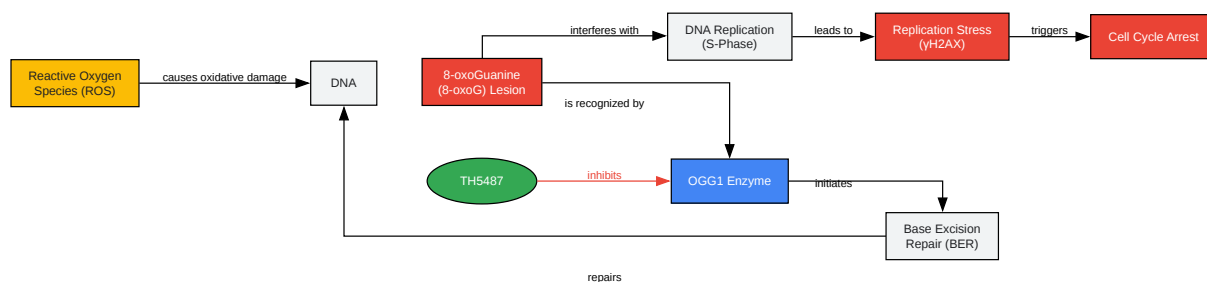 interferes with
DNA Replication
(S-Phase)
leads to
Replication Stress
(γH2AX)
triggers
Cell Cycle Arrest
Reactive Oxygen
Species (ROS)
causes oxidative damage
DNA
8-oxoGuanine
(8-oxoG) Lesion
is recognized by
TH5487
inhibits
OGG1 Enzyme
initiates
Base Excision
Repair (BER)
repairs